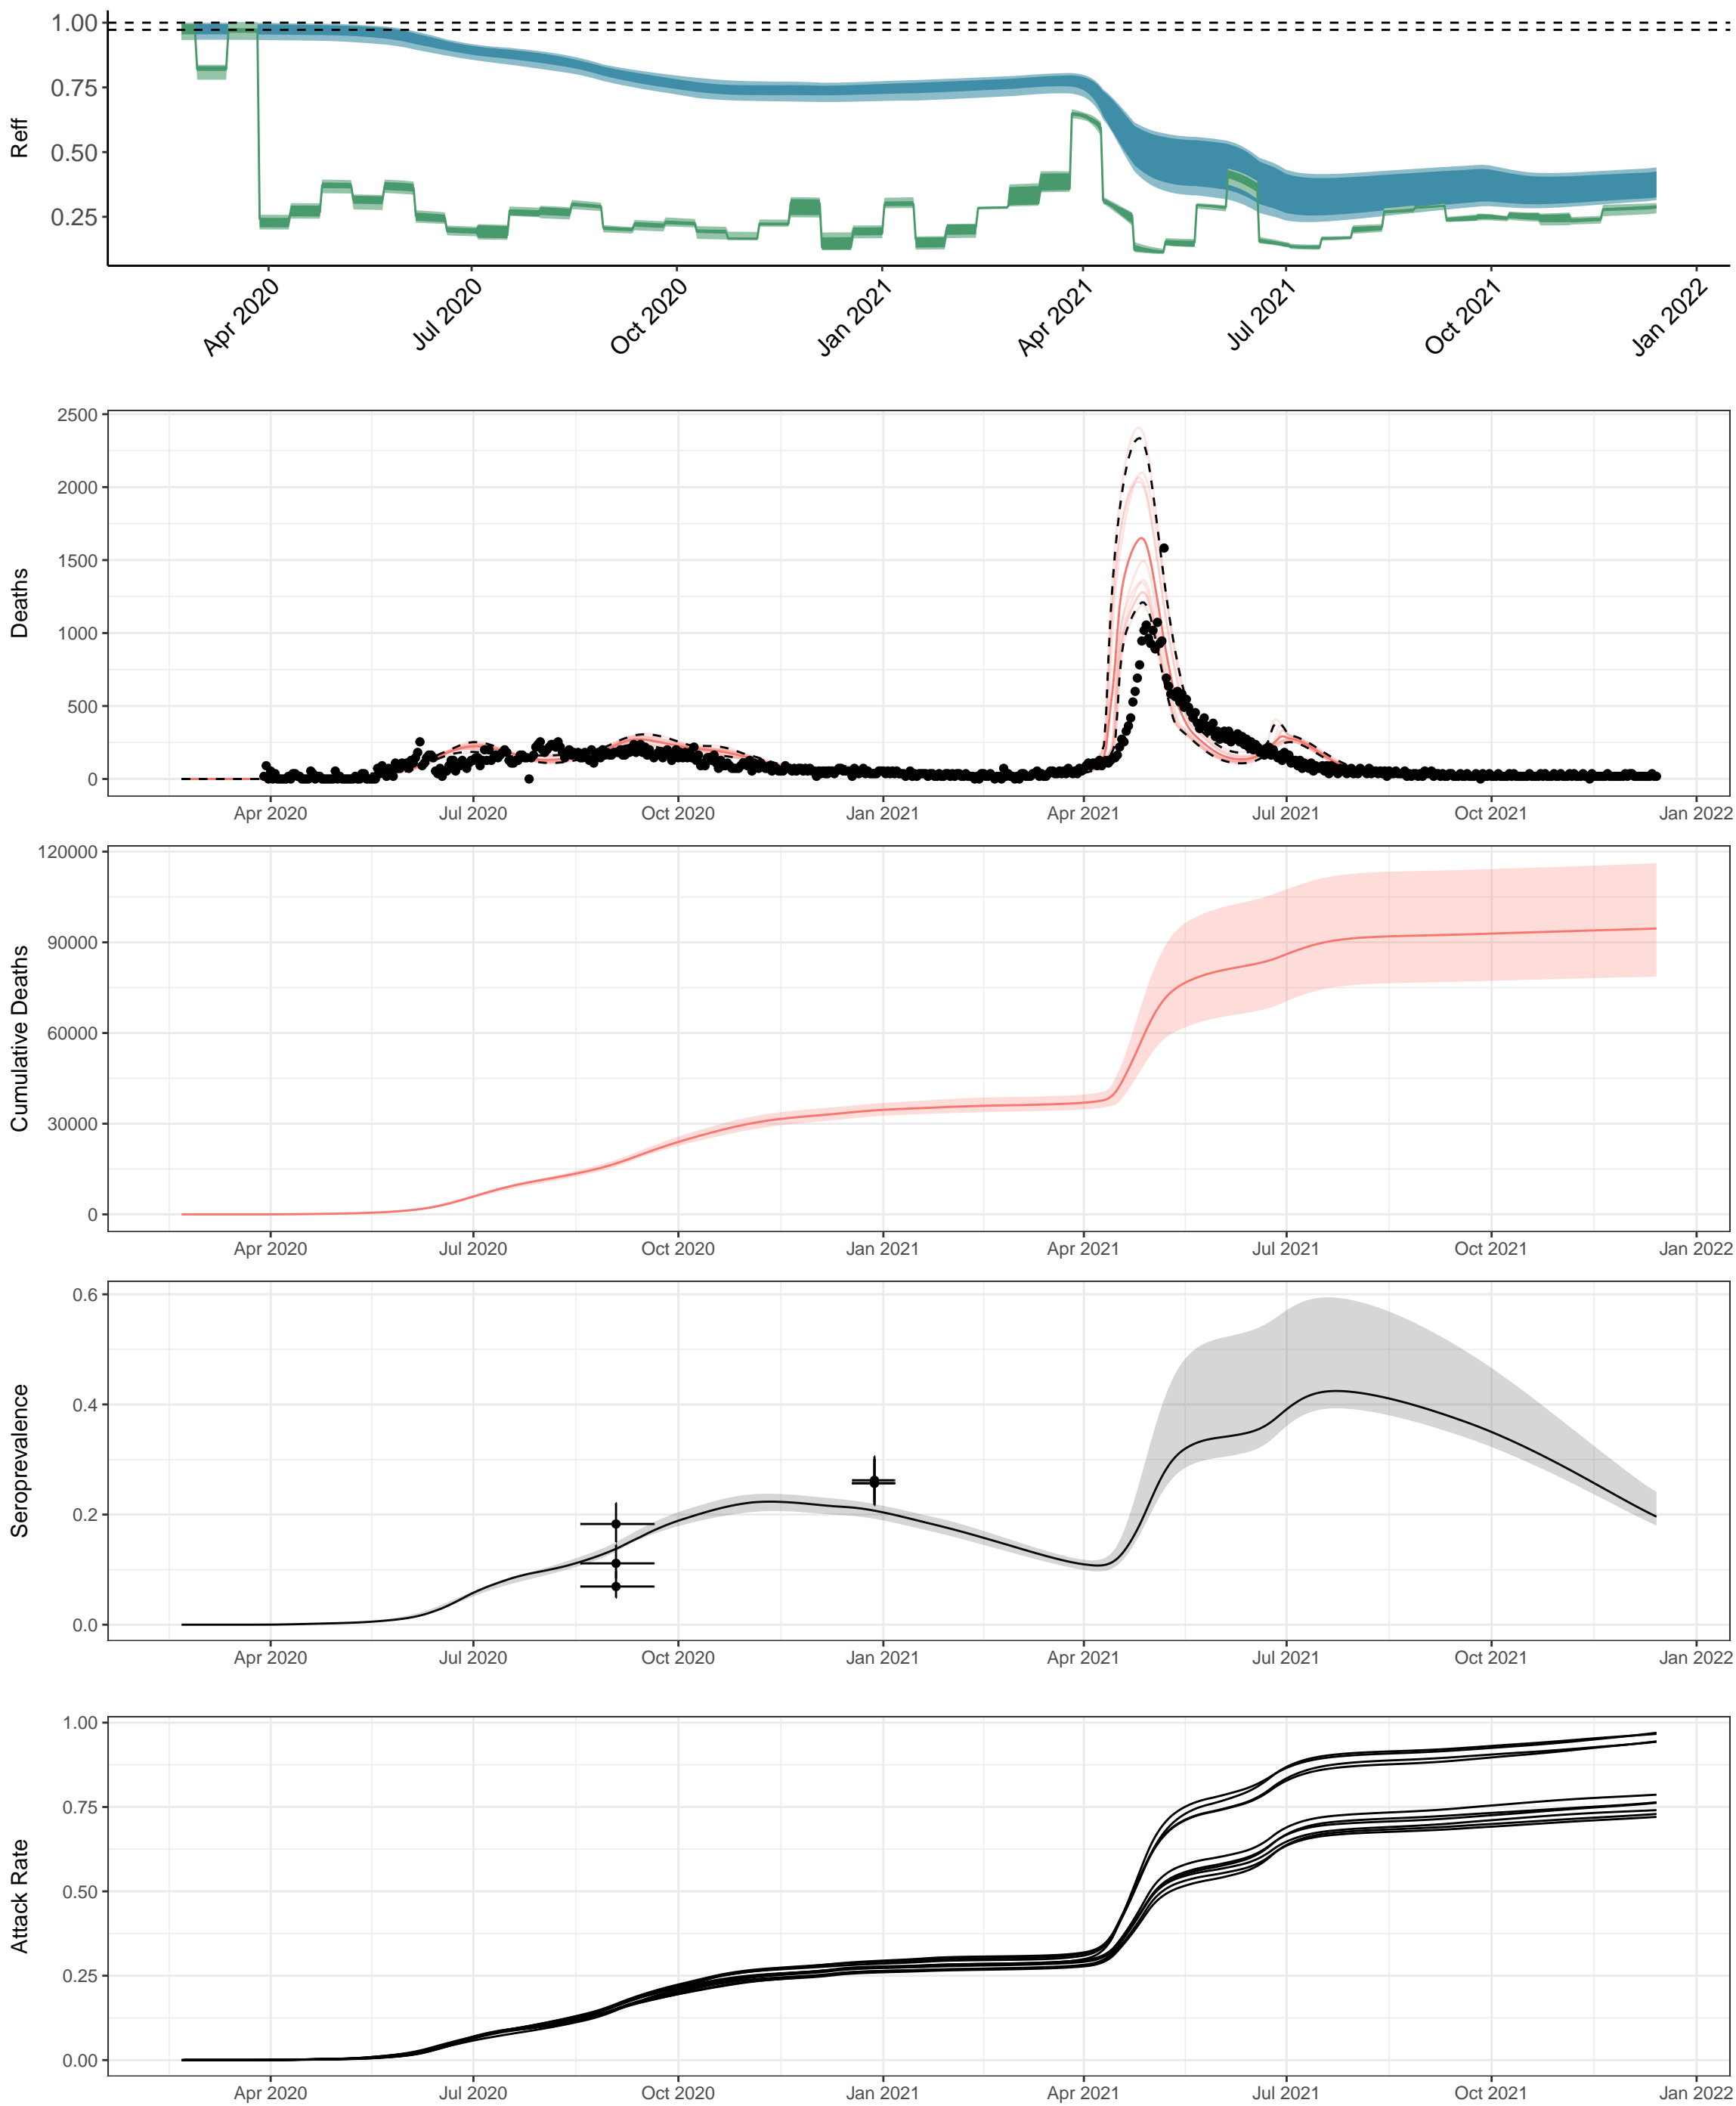 Reff
1.00
0.75
0.50
0.25
Apr 2020
Jul 2020
Oct 2020
Jan 2021
Apr 2021
Jul 2021
Oct 2021
Jan 2022
Deaths
2500
2000
1500
1000
500
0
Apr 2020
Jul 2020
Oct 2020
Jan 2021
Apr 2021
Jul 2021
Oct 2021
Jan 2022
Cumulative Deaths
120000
90000
60000
30000
0
Apr 2020
Jul 2020
Oct 2020
Jan 2021
Apr 2021
Jul 2021
Oct 2021
Jan 2022
Seroprevalence
0.6
0.4
0.2
0.0
Apr 2020
Jul 2020
Oct 2020
Jan 2021
Apr 2021
Jul 2021
Oct 2021
Jan 2022
Attack Rate
1.00
0.75
0.50
0.25
0.00
Apr 2020
Jul 2020
Oct 2020
Jan 2021
Apr 2021
Jul 2021
Oct 2021
Jan 2022